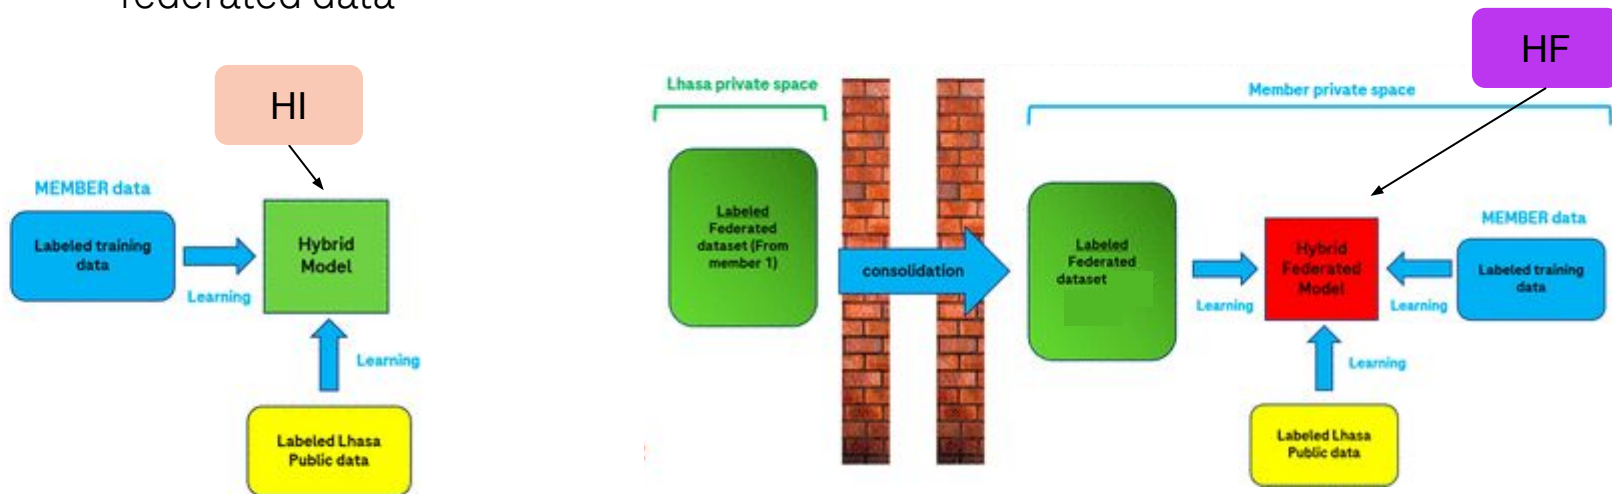 federated data
HI
MEMBER data
Labeled training
data
Learning
Hybrid
Model
Learning
Labeled Lhasa
Public data
HF
Lhasa private space
Member private space
Labeled
Federated
dataset (From
member 1)
consolidation
Labeled
Federated
dataset
Learning
Hybrid
Federated
Model
Learning
MEMBER data
Labeled training
data
Learning
Labeled Lhasa
Public data